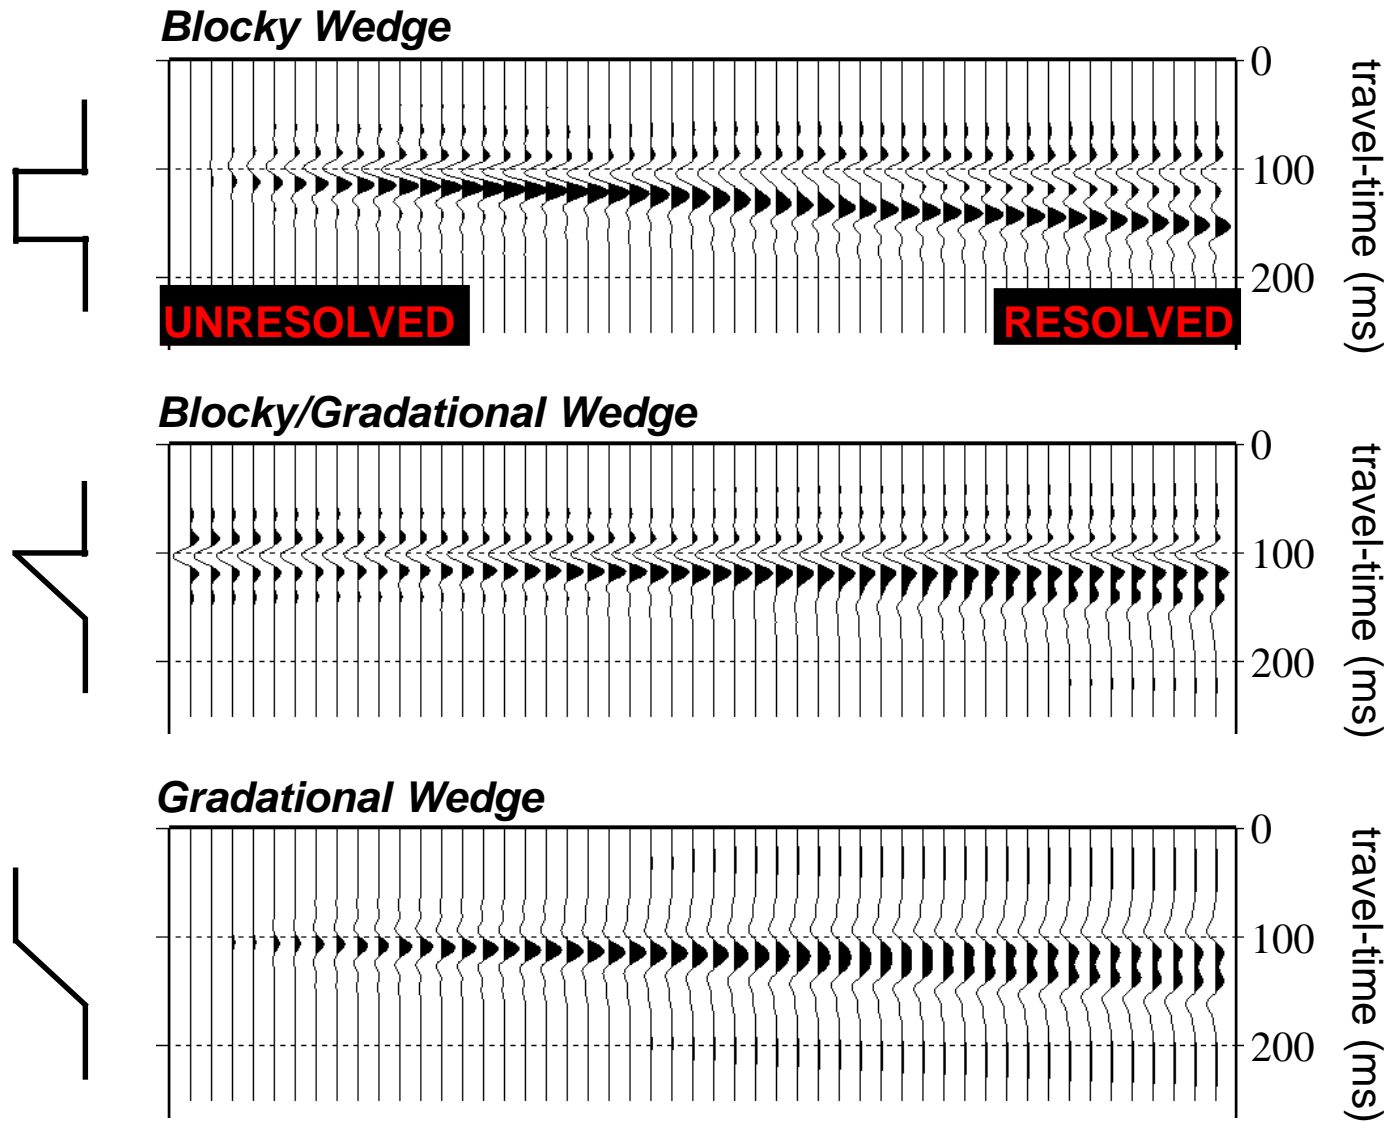 Blocky Wedge
0
100
200
travel-time (ms)
UNRESOLVED
RESOLVED
Blocky/Gradational Wedge
0
100
200
travel-time (ms)
Gradational Wedge
0
100
200
travel-time (ms)